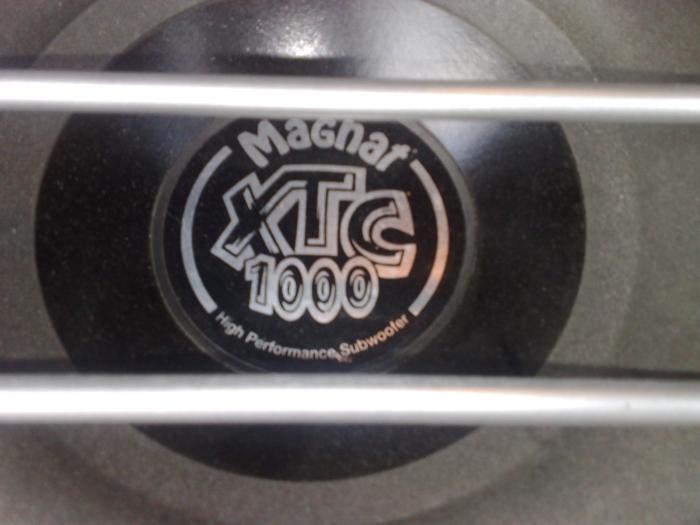 MaGnat
XTC
1000
High Performance Subwoofer